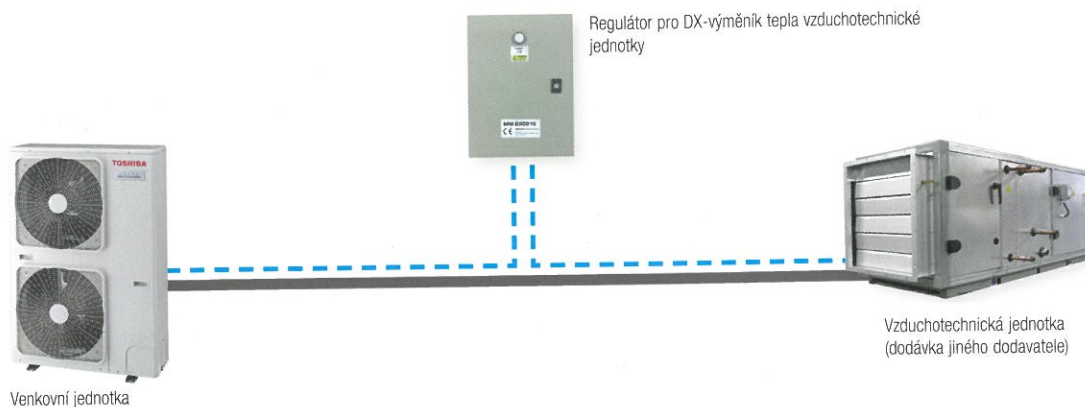 Regulátor pro DX-výměník tepla vzduchotechnické
jednotky
TOSHIBA
Vzduchotechnická jednotka
(dodávka jiného dodavatele)
Venkovní jednotka